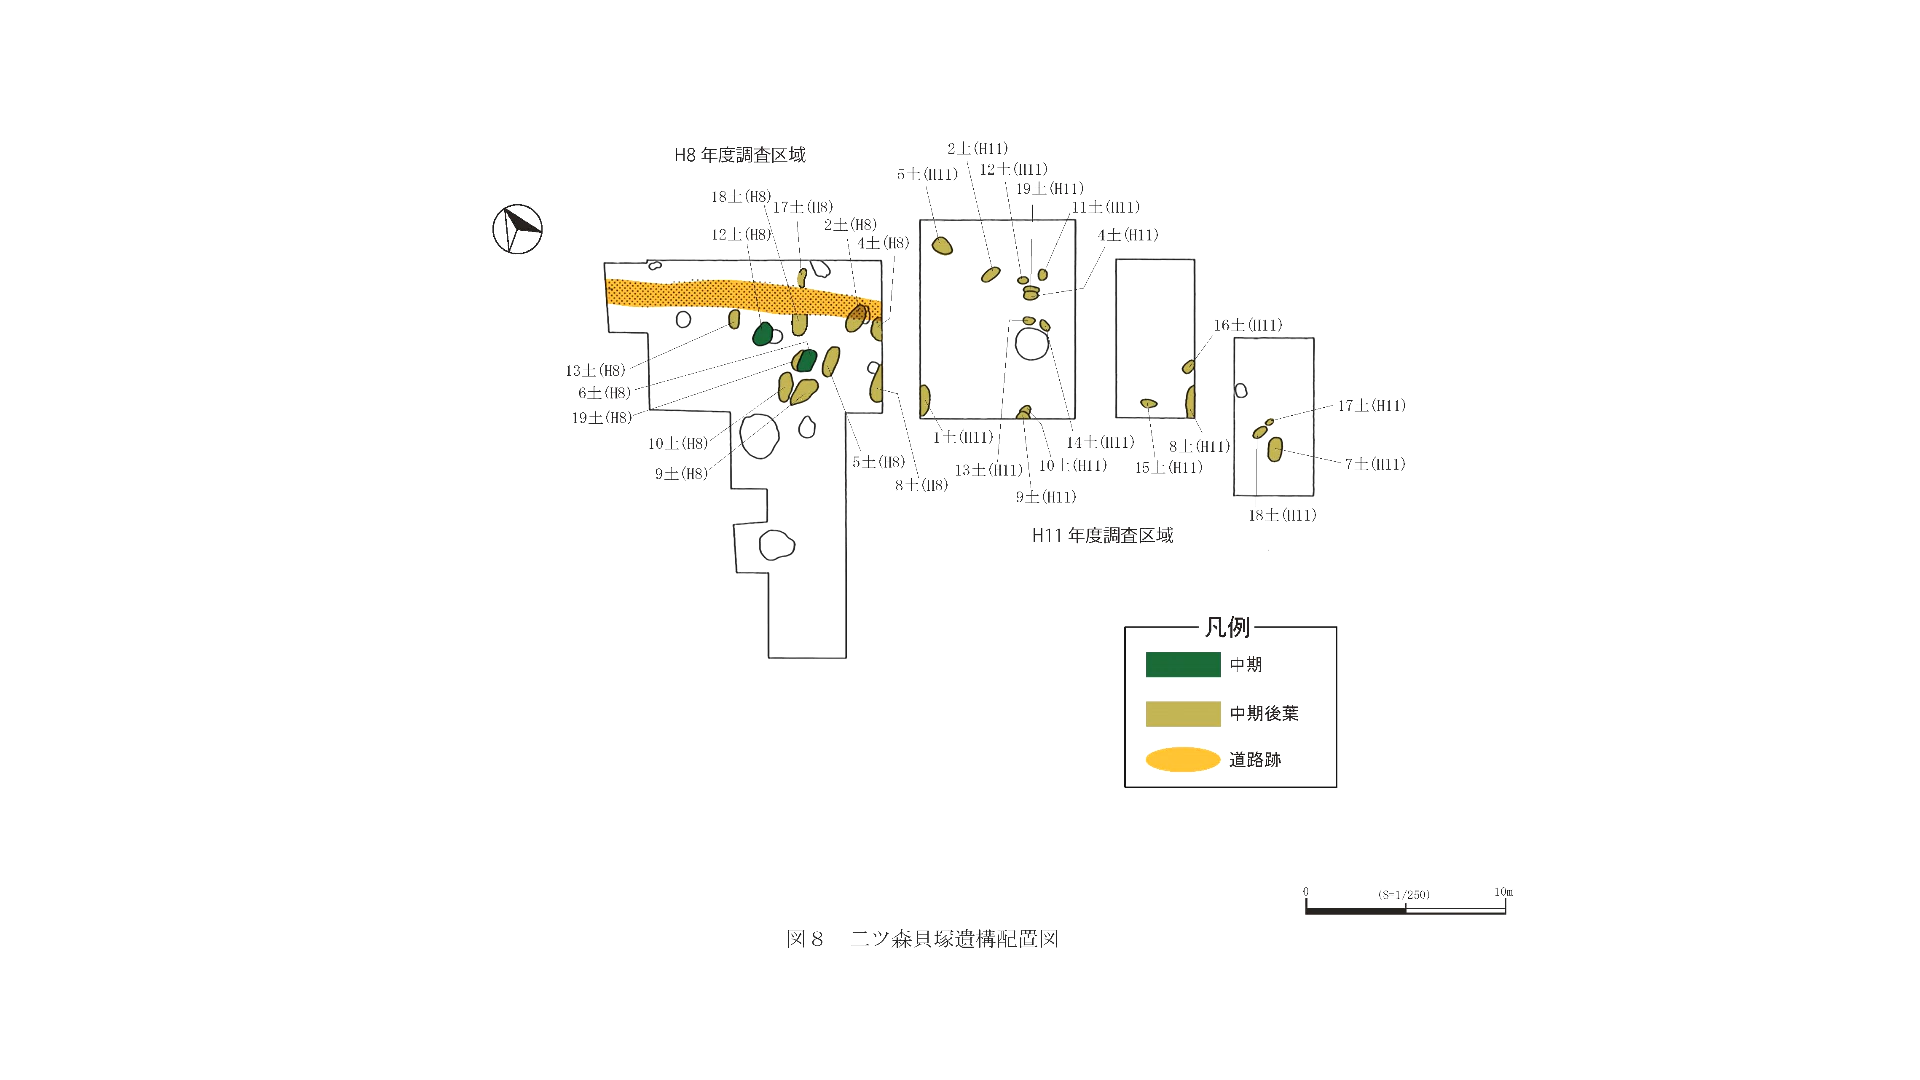 H8 年度調査区域
18土(H8)
17土(H8)
12土(H8)
2土(H8)
4土(H8)
13土(H8)
6土(H8)
19土(H8)
10土(H8)
9土(H8)
5土(H8)
8土(H8)
2土(H11)
5土(H11)
12土(H11)
19土(H11)
11土(H11)
4土(H11)
1土(H11)
13土(H11)
14土(H11)
10土(H11)
9土(H11)
16土(H11)
8土(H11)
15土(H11)
17土(H11)
7土(H11)
18土(H11)
H11 年度調査区域
凡例
中期
中期後葉
道路跡
0
(S=1/250)
10m
図８　二ツ森貝塚遺構配置図